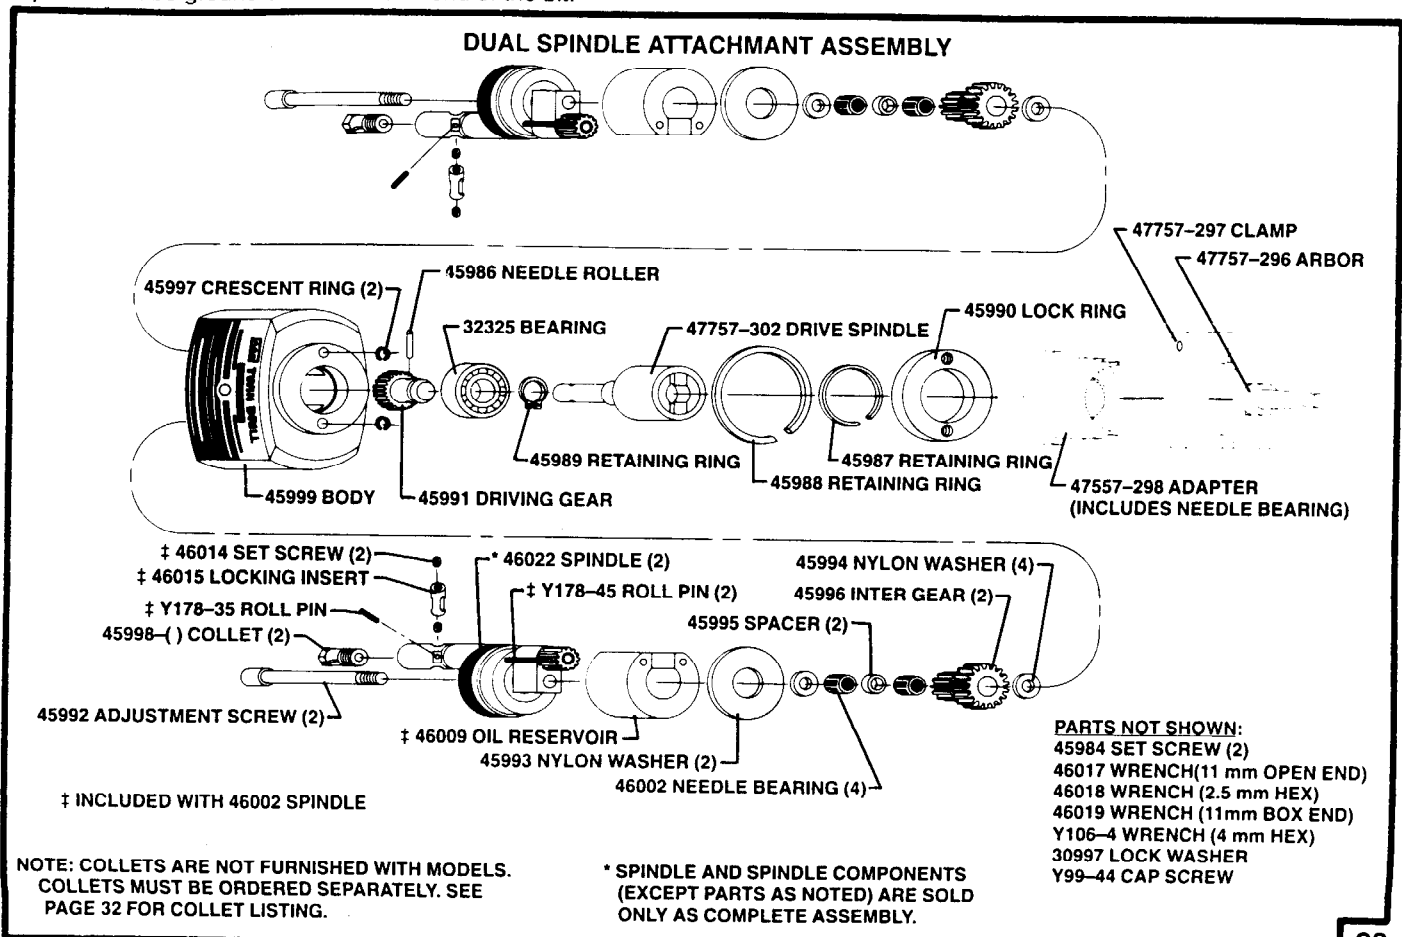 DUAL SPINDLE ATTACHMANT ASSEMBLY
47757–297 CLAMP
47757–296 ARBOR
45986 NEEDLE ROLLER
45997 CRESCENT RING (2)
32325 BEARING
47757–302 DRIVE SPINDLE
45990 LOCK RING
TWIN SPDL
45989 RETAINING RING
45987 RETAINING RING
45988 RETAINING RING
45999 BODY
45991 DRIVING GEAR
47557–298 ADAPTER
(INCLUDES NEEDLE BEARING)
‡ 46014 SET SCREW (2)
‡ 46015 LOCKING INSERT
‡ Y178–35 ROLL PIN
45998–( ) COLLET (2)
* 46022 SPINDLE (2)
‡ Y178–45 ROLL PIN (2)
45994 NYLON WASHER (4)
45996 INTER GEAR (2)
45995 SPACER (2)
45992 ADJUSTMENT SCREW (2)
‡ 46009 OIL RESERVOIR
45993 NYLON WASHER (2)
46002 NEEDLE BEARING (4)
‡ INCLUDED WITH 46002 SPINDLE
PARTS NOT SHOWN:
45984 SET SCREW (2)
46017 WRENCH(11 mm OPEN END)
46018 WRENCH (2.5 mm HEX)
46019 WRENCH (11mm BOX END)
Y106–4 WRENCH (4 mm HEX)
30997 LOCK WASHER
Y99–44 CAP SCREW
NOTE: COLLETS ARE NOT FURNISHED WITH MODELS.
COLLETS MUST BE ORDERED SEPARATELY. SEE
PAGE 32 FOR COLLET LISTING.
* SPINDLE AND SPINDLE COMPONENTS
(EXCEPT PARTS AS NOTED) ARE SOLD
ONLY AS COMPLETE ASSEMBLY.